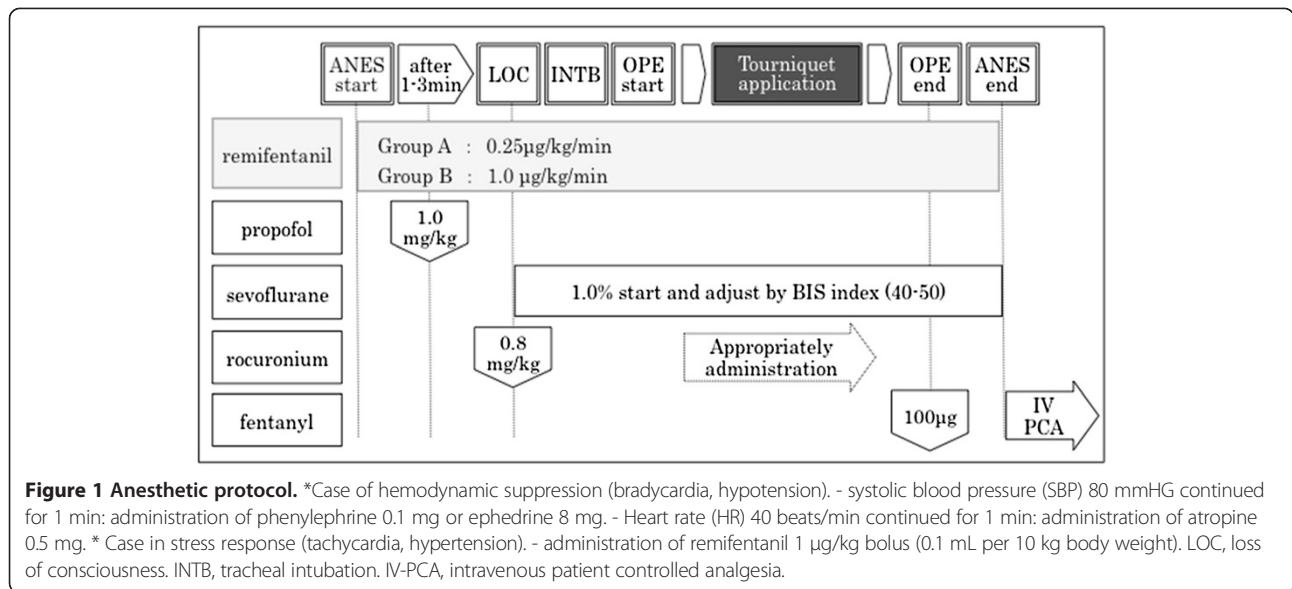 ANES start
after 1-3min
LOC
INTB
OPE start
Tourniquet application
OPE end
ANES end
remifentanil
Group A : 0.25µg/kg/min
Group B : 1.0 µg/kg/min
propofol
1.0 mg/kg
sevoflurane
1.0% start and adjust by BIS index (40-50)
rocuronium
0.8 mg/kg
Appropriately administration
fentanyl
100µg
IV PCA
Figure 1 Anesthetic protocol. *Case of hemodynamic suppression (bradycardia, hypotension). - systolic blood pressure (SBP) 80 mmHG continued
for 1 min: administration of phenylephrine 0.1 mg or ephedrine 8 mg. - Heart rate (HR) 40 beats/min continued for 1 min: administration of atropine
0.5 mg. * Case in stress response (tachycardia, hypertension). - administration of remifentanil 1 µg/kg bolus (0.1 mL per 10 kg body weight). LOC, loss
of consciousness. INTB, tracheal intubation. IV-PCA, intravenous patient controlled analgesia.